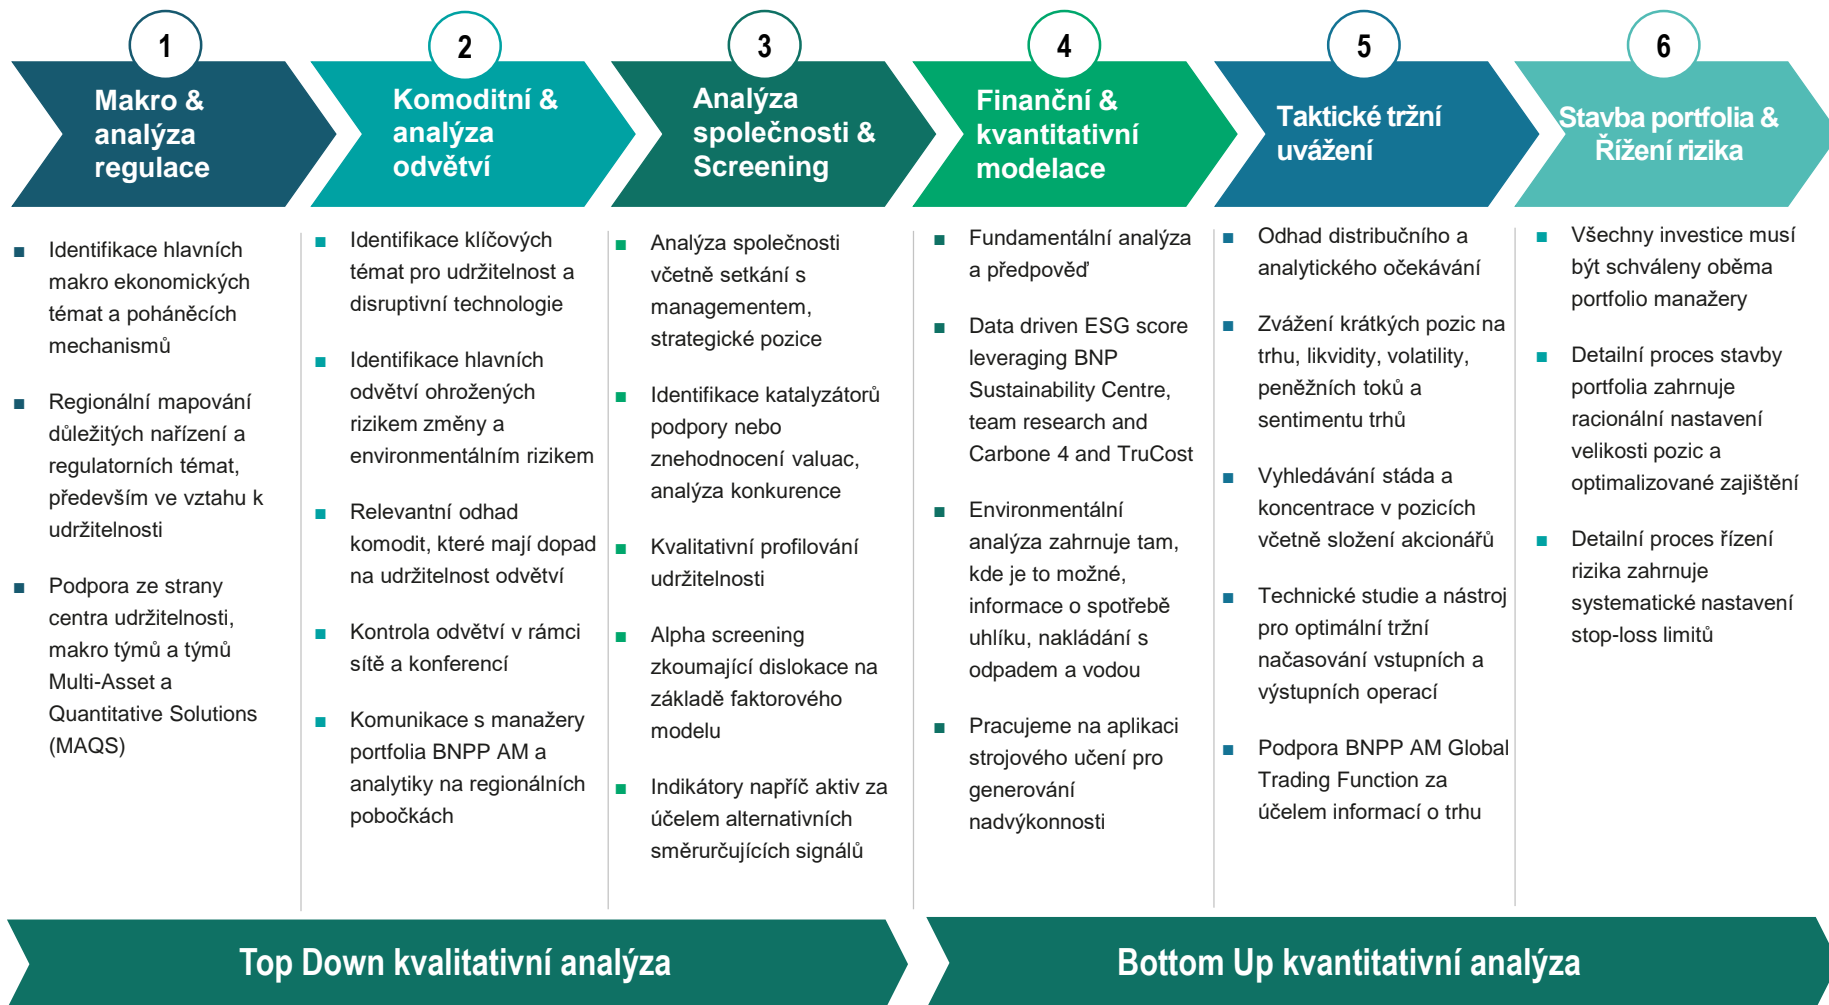 1
Makro &
analýza
regulace
Identifikace hlavních
makro ekonomických
témat a poháněcích
mechanismů
Regionální mapování
důležitých nařízení a
regulatorních témat,
především ve vztahu k
udržitelnosti
Podpora ze strany
centra udržitelnosti,
makro týmů a týmů
Multi-Asset a
Quantitative Solutions
(MAQS)
2
Komoditní &
analýza
odvětví
Identifikace klíčových
témat pro udržitelnost a
disruptivní technologie
Identifikace hlavních
odvětví ohrožených
rizikem změny a
environmentálním rizikem
Relevantní odhad
komodit, které mají dopad
na udržitelnost odvětví
Kontrola odvětví v rámci
sítě a konferencí
Komunikace s manažery
portfolia BNPP AM a
analytiky na regionálních
pobočkách
3
Analýza
společnosti &
Screening
Analýza společnosti
včetně setkání s
managementem,
strategické pozice
Identifikace katalyzátorů
podpory nebo
znehodnocení valuac,
analýza konkurence
Kvalitativní profilování
udržitelnosti
Alpha screening
zkoumající dislokace na
základě faktorového
modelu
Indikátory napříč aktiv za
účelem alternativních
směrurčujících signálů
4
Finanční &
kvantitativní
modelace
Fundamentální analýza
a předpověď
Data driven ESG score
leveraging BNP
Sustainability Centre,
team research and
Carbone 4 and TruCost
Environmentální
analýza zahrnuje tam,
kde je to možné,
informace o spotřebě
uhlíku, nakládání s
odpadem a vodou
Pracujeme na aplikaci
strojového učení pro
generování
nadvýkonnosti
5
Taktické tržní
uvážení
Odhad distribučního a
analytického očekávání
Zvážení krátkých pozic na
trhu, likvidity, volatility,
peněžních toků a
sentimentu trhů
Vyhledávání stáda a
koncentrace v pozicích
včetně složení akcionářů
Technické studie a nástroj
pro optimální tržní
načasování vstupních a
výstupních operací
Podpora BNPP AM Global
Trading Function za
účelem informací o trhu
6
Stavba portfolia &
Řížení rizika
Všechny investice musí
být schváleny oběma
portfolio manažery
Detailní proces stavby
portfolia zahrnuje
racionální nastavení
velikosti pozic a
optimalizované zajištění
Detailní proces řízení
rizika zahrnuje
systematické nastavení
stop-loss limitů
Top Down kvalitativní analýza
Bottom Up kvantitativní analýza